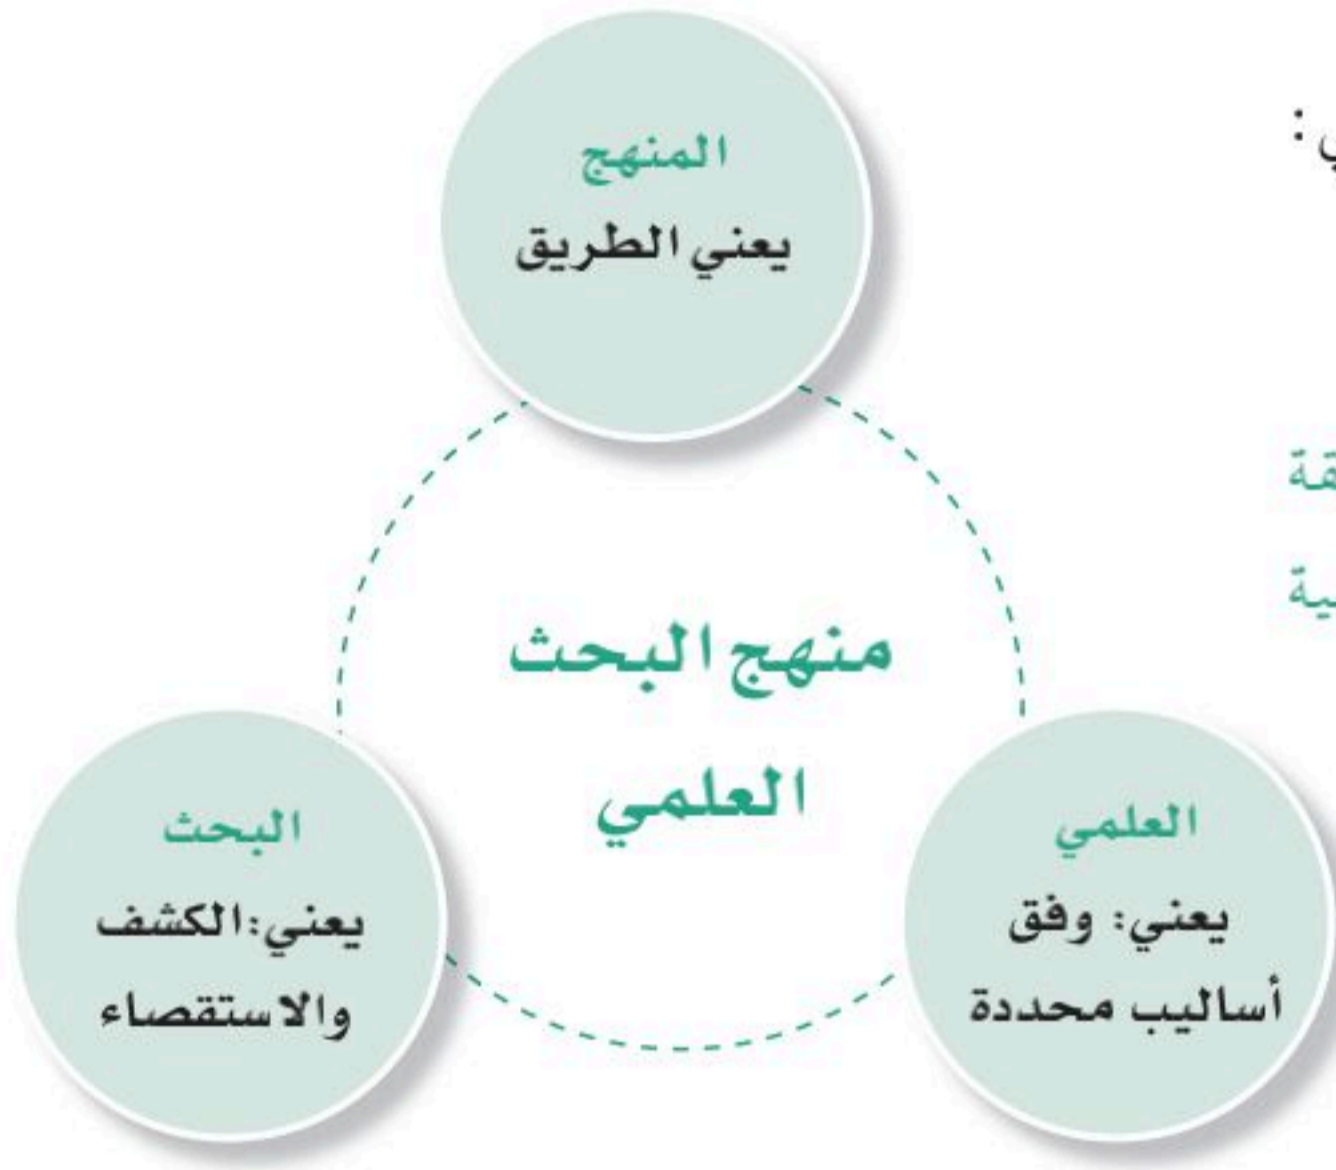 المنهج
يعني الطريق
منهج البحث
العلمي
العلمي
يعني: وفق
أساليب محددة
البحث
يعني:الكشف
والاستقصاء